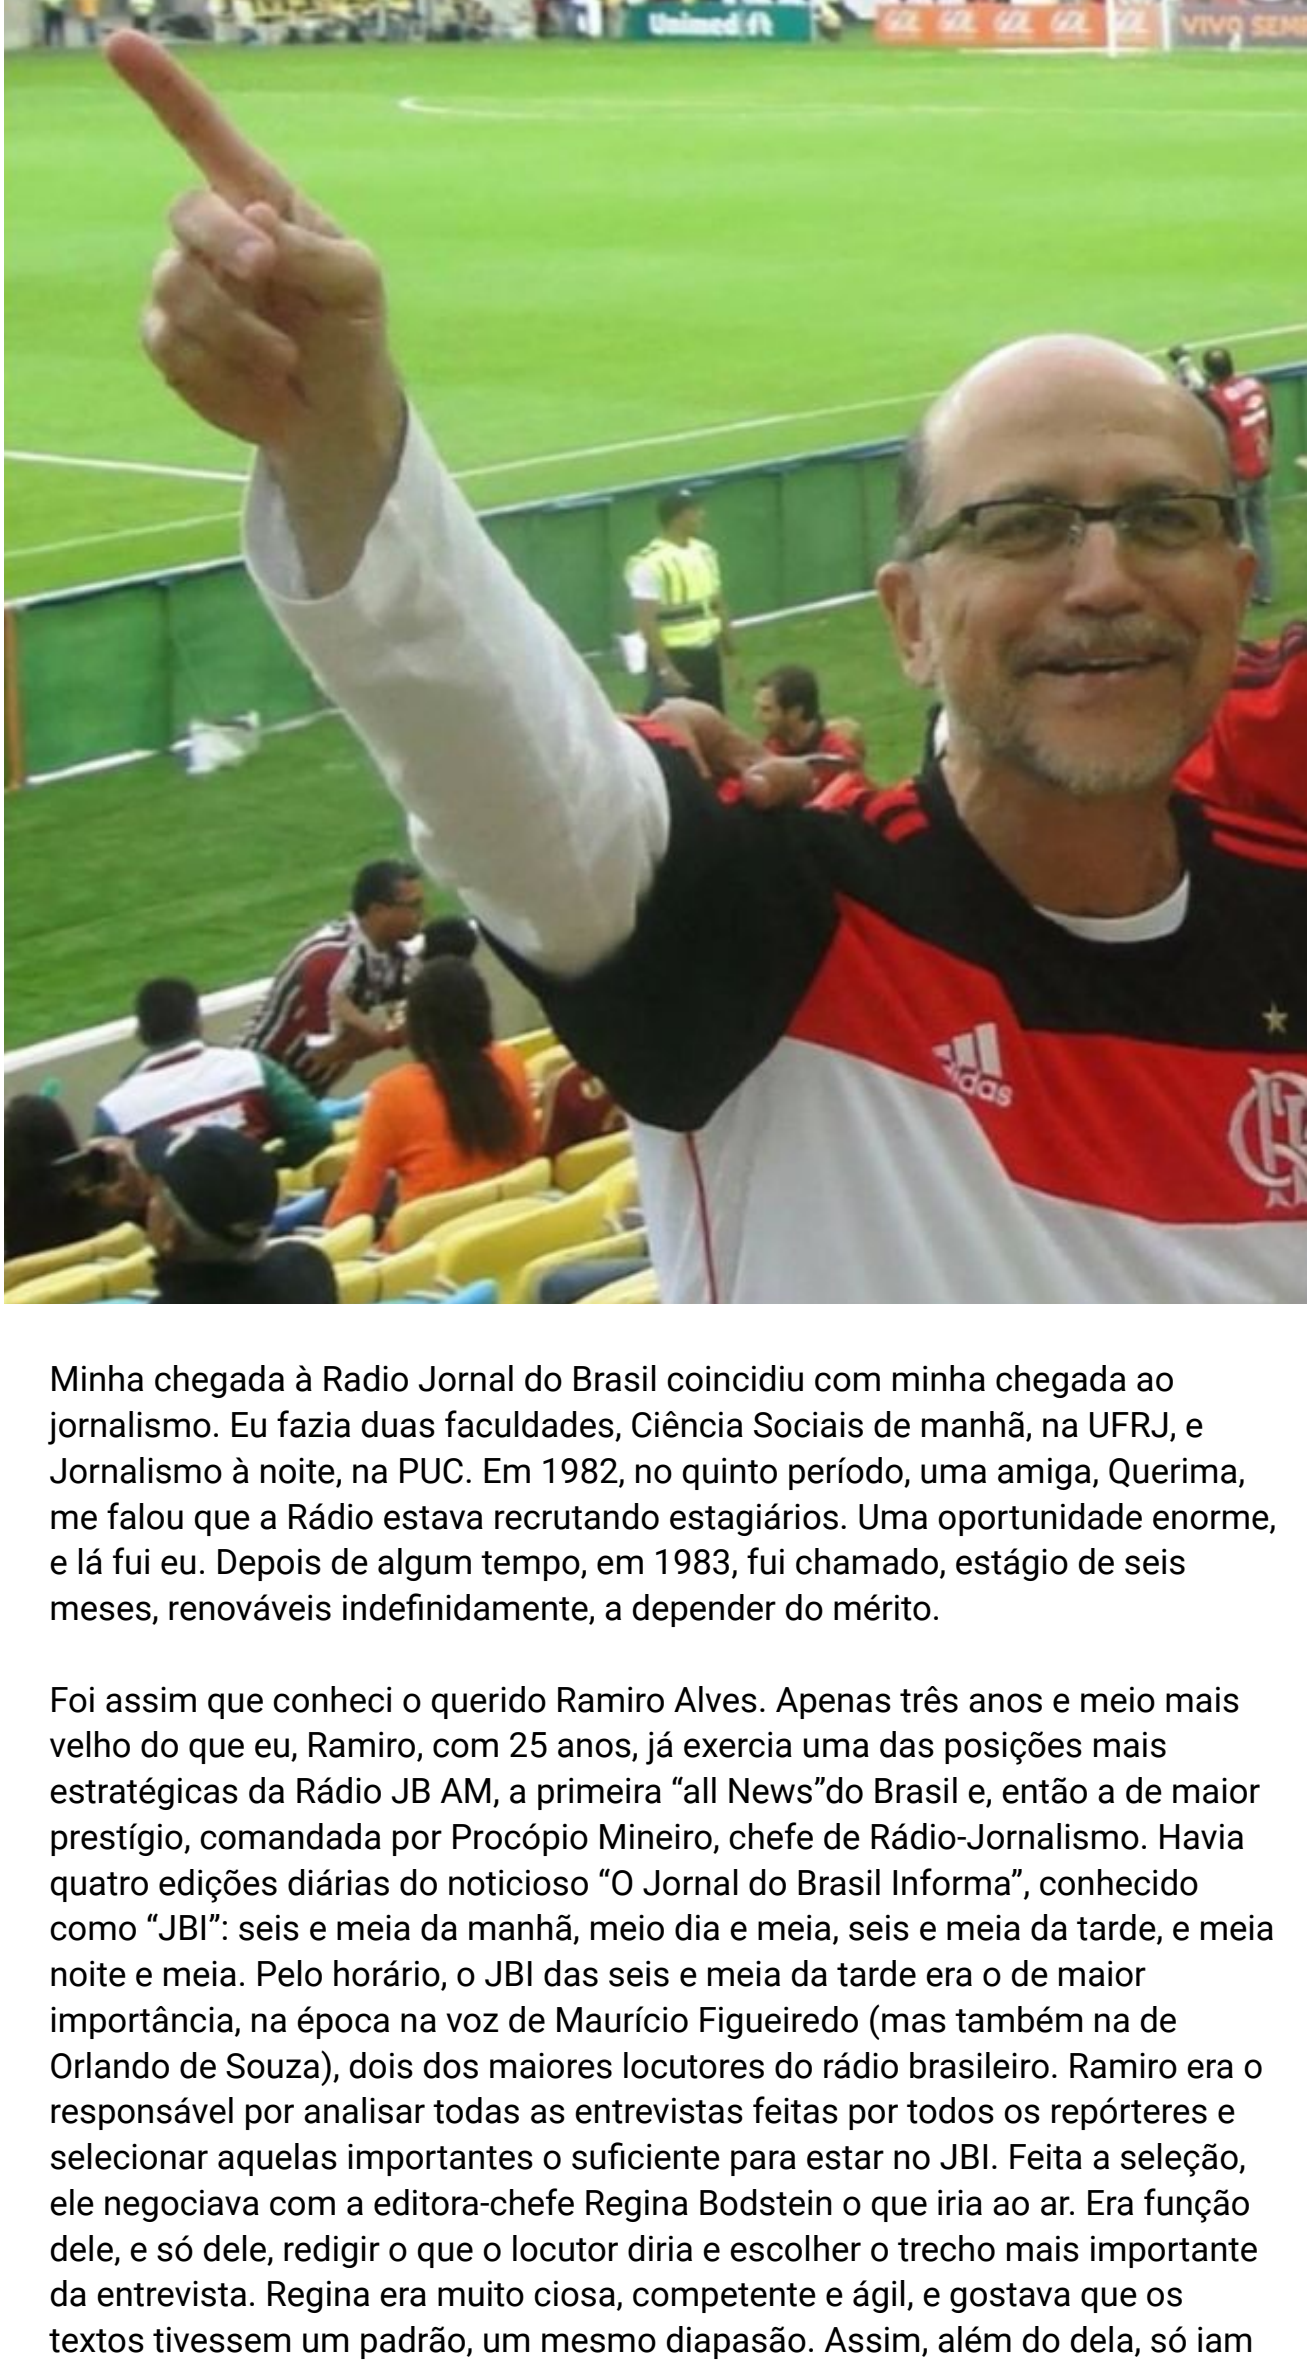 Unimed ft
GOL GOL GOL GOL GOL
VIVO SEM
adidas
Minha chegada à Radio Jornal do Brasil coincidiu com minha chegada ao
jornalismo. Eu fazia duas faculdades, Ciência Sociais de manhã, na UFRJ, e
Jornalismo à noite, na PUC. Em 1982, no quinto período, uma amiga, Querima,
me falou que a Rádio estava recrutando estagiários. Uma oportunidade enorme,
e lá fui eu. Depois de algum tempo, em 1983, fui chamado, estágio de seis
meses, renováveis indefinidamente, a depender do mérito.
Foi assim que conheci o querido Ramiro Alves. Apenas três anos e meio mais
velho do que eu, Ramiro, com 25 anos, já exercia uma das posições mais
estratégicas da Rádio JB AM, a primeira “all News”do Brasil e, então a de maior
prestígio, comandada por Procópio Mineiro, chefe de Rádio-Jornalismo. Havia
quatro edições diárias do noticioso “O Jornal do Brasil Informa”, conhecido
como “JBI”: seis e meia da manhã, meio dia e meia, seis e meia da tarde, e meia
noite e meia. Pelo horário, o JBI das seis e meia da tarde era o de maior
importância, na época na voz de Maurício Figueiredo (mas também na de
Orlando de Souza), dois dos maiores locutores do rádio brasileiro. Ramiro era o
responsável por analisar todas as entrevistas feitas por todos os repórteres e
selecionar aquelas importantes o suficiente para estar no JBI. Feita a seleção,
ele negociava com a editora-chefe Regina Bodstein o que iria ao ar. Era função
dele, e só dele, redigir o que o locutor diria e escolher o trecho mais importante
da entrevista. Regina era muito ciosa, competente e ágil, e gostava que os
textos tivessem um padrão, um mesmo diapasão. Assim, além do dela, só iam